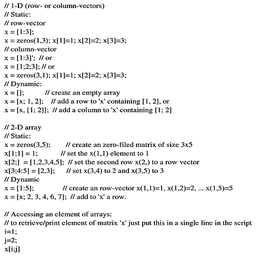 // 1-D (row- or column-vectors)
// Static:
// row-vector
x = [1:3];
x = zeros(1,3); x[1]=1; x[2]=2; x[3]=3;
// column-vector
x = [1:3]'; // or
x = [1;2;3]; // or
x = zeros(3,1); x[1]=1; x[2]=2; x[3]=3;
// Dynamic:
x = []; // create an empty array
x = [x; 1, 2]; // add a row to 'x' containing [1, 2], or
x = [x, [1; 2]]; // add a column to 'x' containing [1; 2]
// 2-D array
// Static:
x = zeros(3,5); // create an zero-filed matrix of size 3x5
x[1;1] = 1; // set the x(1,1) element to 1
x[2;] = [1,2,3,4,5]; // set the second row x(2,) to a row vector
x[3;4:5] = [2,3]; // set x(3,4) to 2 and x(3,5) to 3
// Dynamic
x = [1:5]; // create an row-vector x(1,1)=1, x(1,2)=2, ... x(1,5)=5
x = [x; 2, 3, 4, 6, 7]; // add to 'x' a row.
// Accessing an element of arrays:
// to retrieve/print element of matrix 'x' just put this in a single line in the script
i=1;
j=2;
x[i;j]